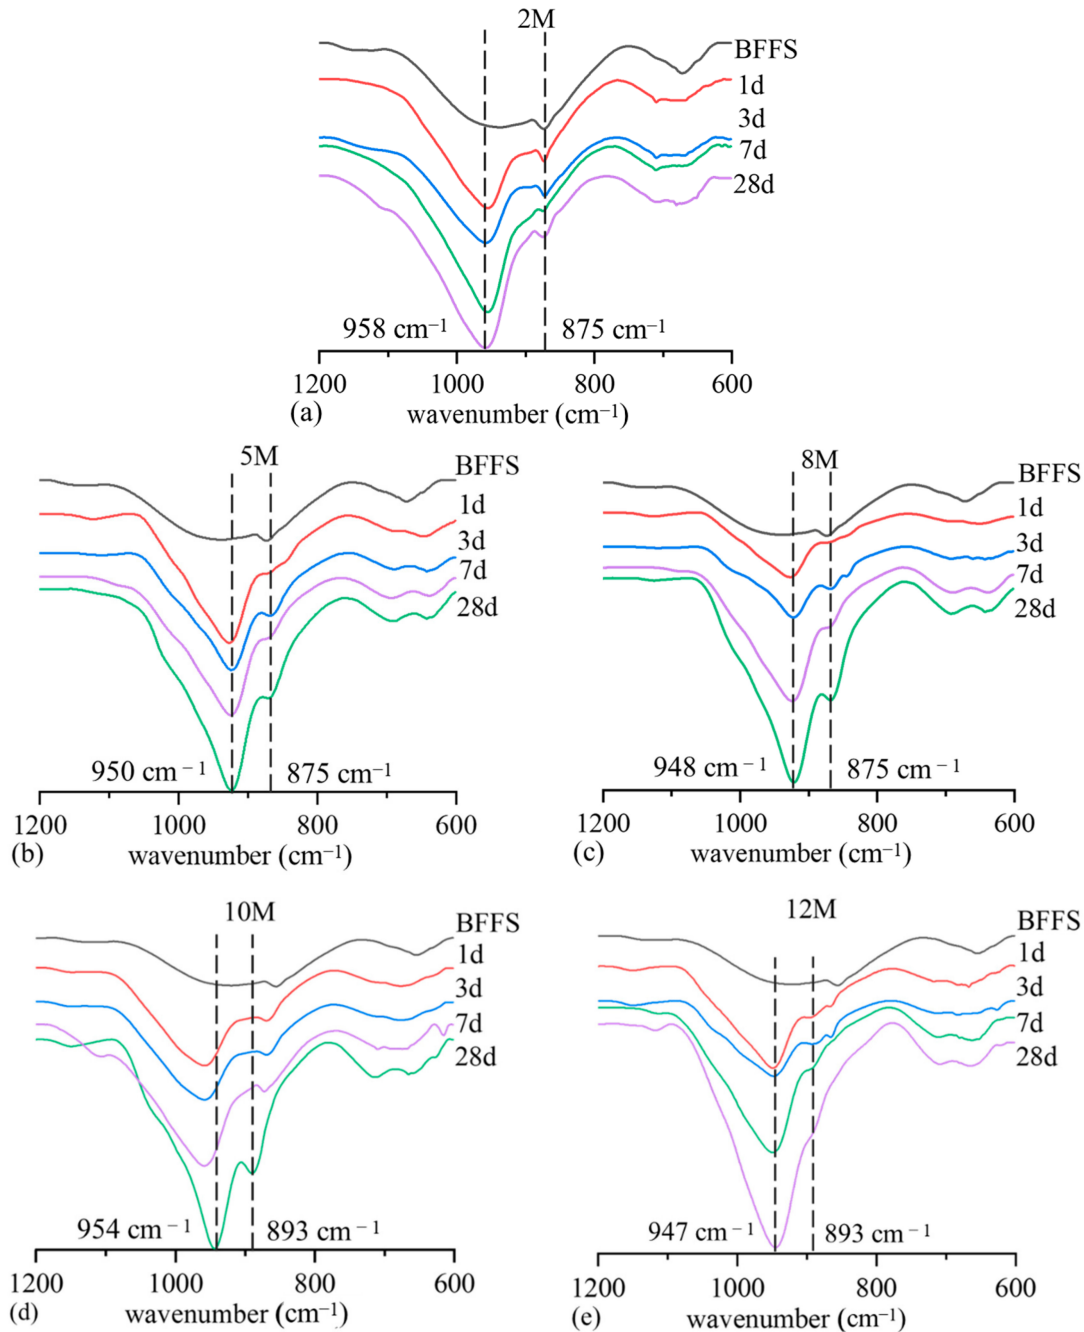 2M
BFFS
1d
3d
7d
28d
958 cm⁻¹
875 cm⁻¹
1200
1000
800
600
(a)
wavenumber (cm⁻¹)
5M
BFFS
1d
3d
7d
28d
950 cm⁻¹
875 cm⁻¹
1200
1000
800
600
(b)
wavenumber (cm⁻¹)
8M
BFFS
1d
3d
7d
28d
948 cm⁻¹
875 cm⁻¹
1200
1000
800
600
(c)
wavenumber (cm⁻¹)
10M
BFFS
1d
3d
7d
28d
954 cm⁻¹
893 cm⁻¹
1200
1000
800
600
(d)
wavenumber (cm⁻¹)
12M
BFFS
1d
3d
7d
28d
947 cm⁻¹
893 cm⁻¹
1200
1000
800
600
(e)
wavenumber (cm⁻¹)